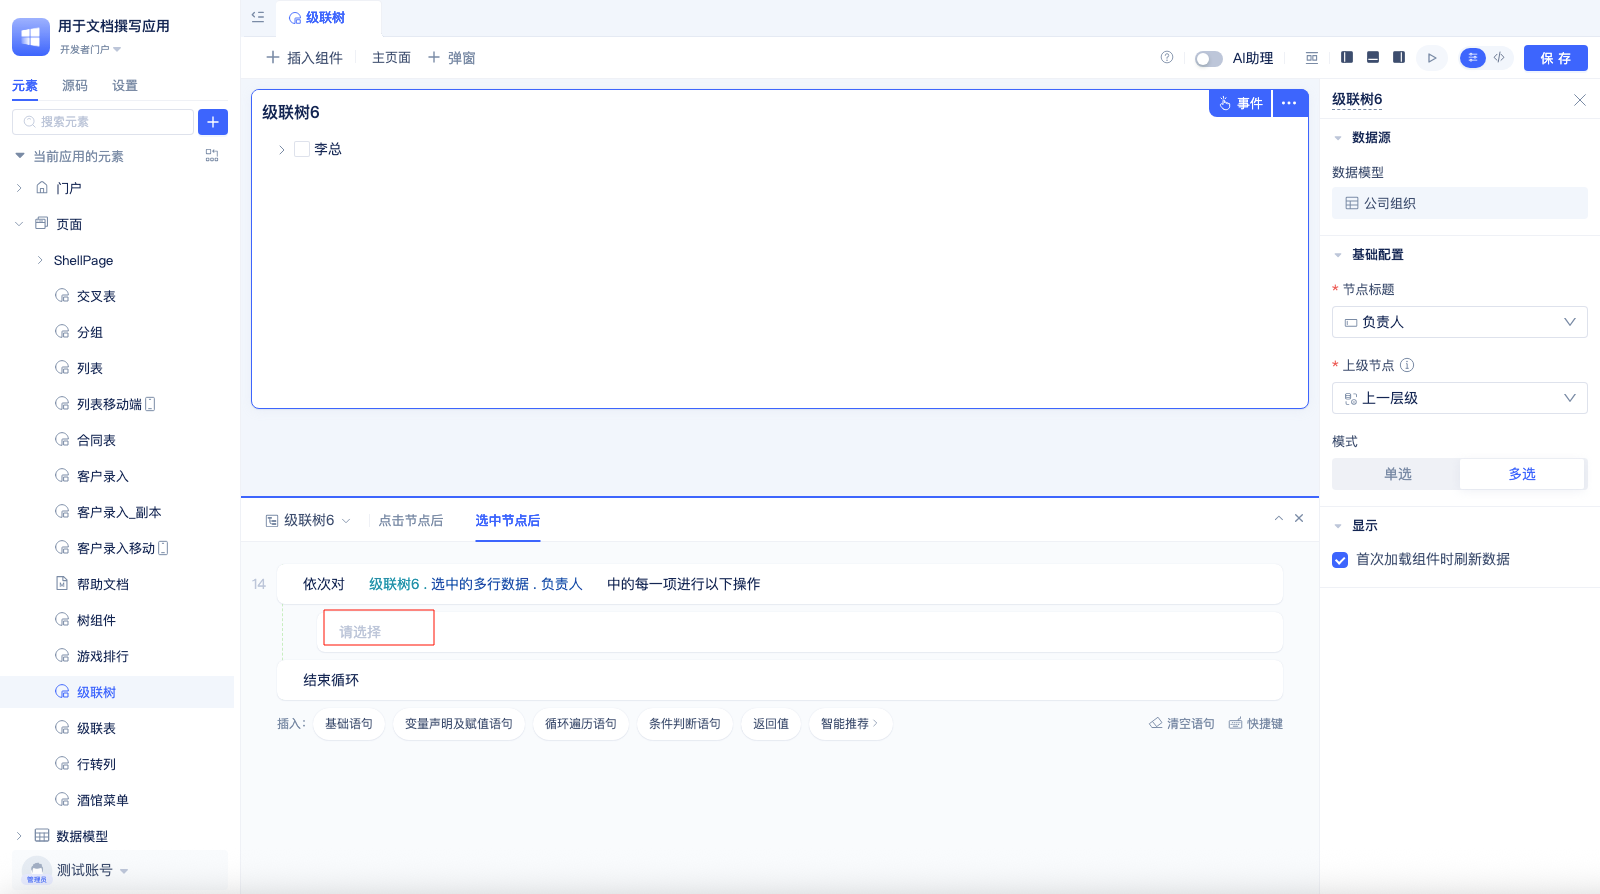 用于文档撰写应用
开发者门户
元素 源码 设置
搜索元素
当前应用的元素
门户
页面
ShellPage
交叉表
分组
列表
列表移动端
合同表
客户录入
客户录入_副本
客户录入移动
帮助文档
树组件
游戏排行
级联树
级联表
行转列
酒馆菜单
数据模型
测试账号
管理员
级联树
插入组件 主页面 弹窗
AI助理
保存
级联树6
事件
李总
级联树6 点击节点后 选中节点后
14 依次对 级联树6 . 选中的多行数据 . 负责人 中的每一项进行以下操作
请选择
结束循环
插入: 基础语句 变量声明及赋值语句 循环遍历语句 条件判断语句 返回值 智能推荐
清空语句 快捷键
级联树6
数据源
数据模型
公司组织
基础配置
* 节点标题
负责人
* 上级节点
上一层级
模式
单选 多选
显示
首次加载组件时刷新数据